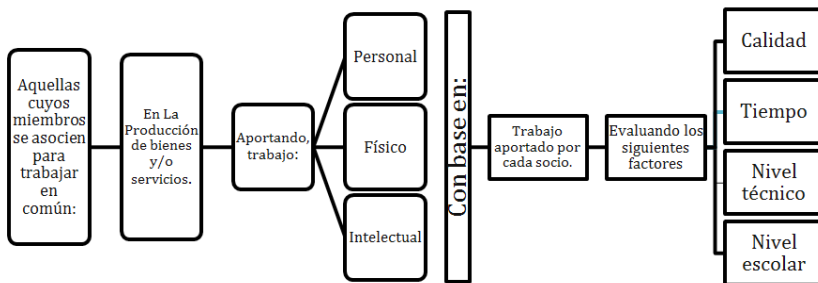 Aquellas
cuyos
miembros
se asocien
para
trabajar
en
común:
En La
Producción
de bienes
y/o
servicios.
Aportando,
trabajo:
Personal
Físico
Intelectual
Con base en:
Trabajo
aportado por
cada socio.
Evaluando los
siguientes
factores
Calidad
Tiempo
Nivel
técnico
Nivel
escolar